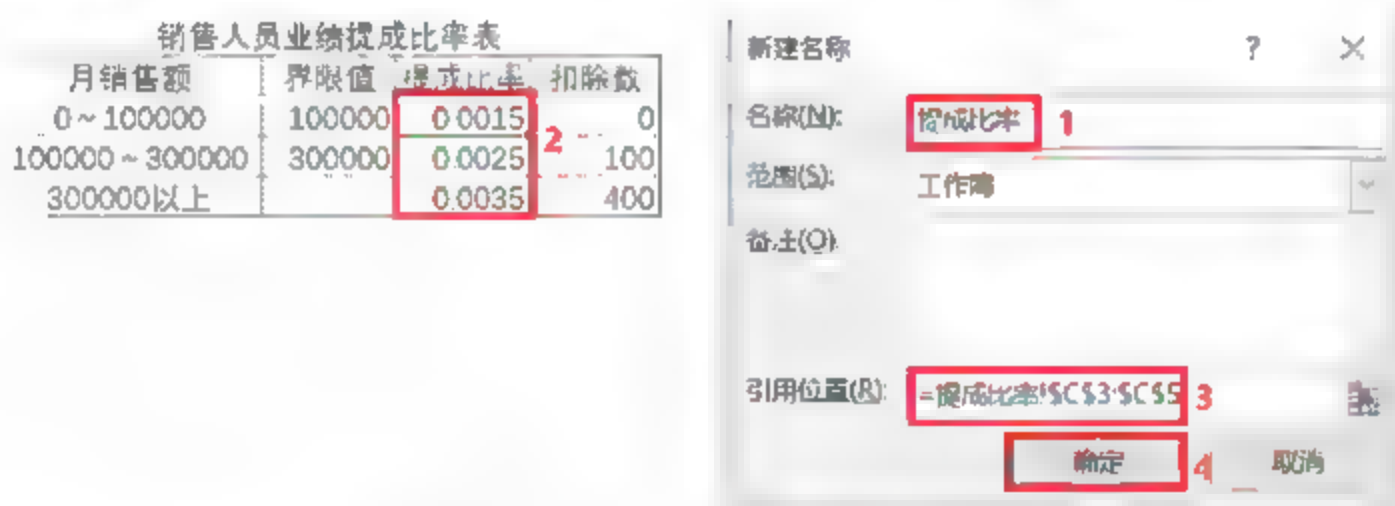 销售人员业绩提成比率表
月销售额 界限值 提成比率 扣除数
0~100000 100000 0.0015 0
100000~300000 300000 0.0025 100
300000以上 0.0035 400
2
新建名称 ? ×
名称(N): 提成比率 1
范围(S): 工作簿
备注(O)
引用位置(R): =提成比率!$C$3:$C$5 3
确定 4 取消